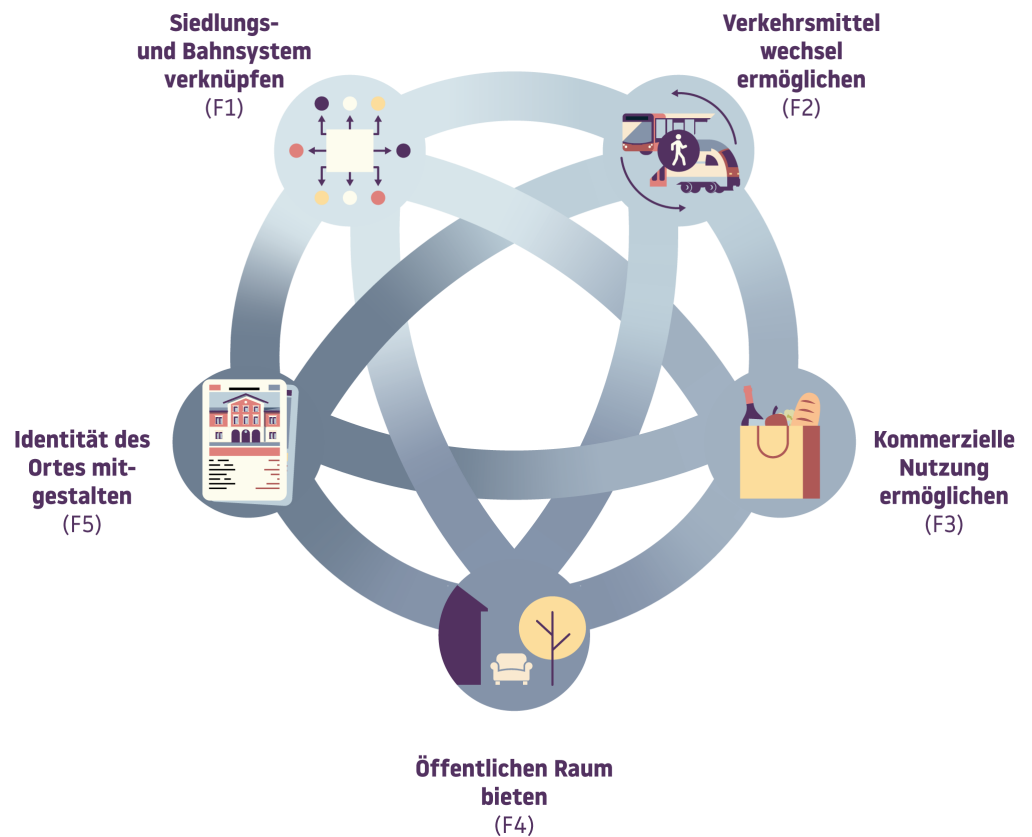 Siedlungs-
und Bahnsystem
verknüpfen
(F1)
Verkehrsmittel
wechsel
ermöglichen
(F2)
Identität des
Ortes mit-
gestalten
(F5)
Kommerzielle
Nutzung
ermöglichen
(F3)
Öffentlichen Raum
bieten
(F4)